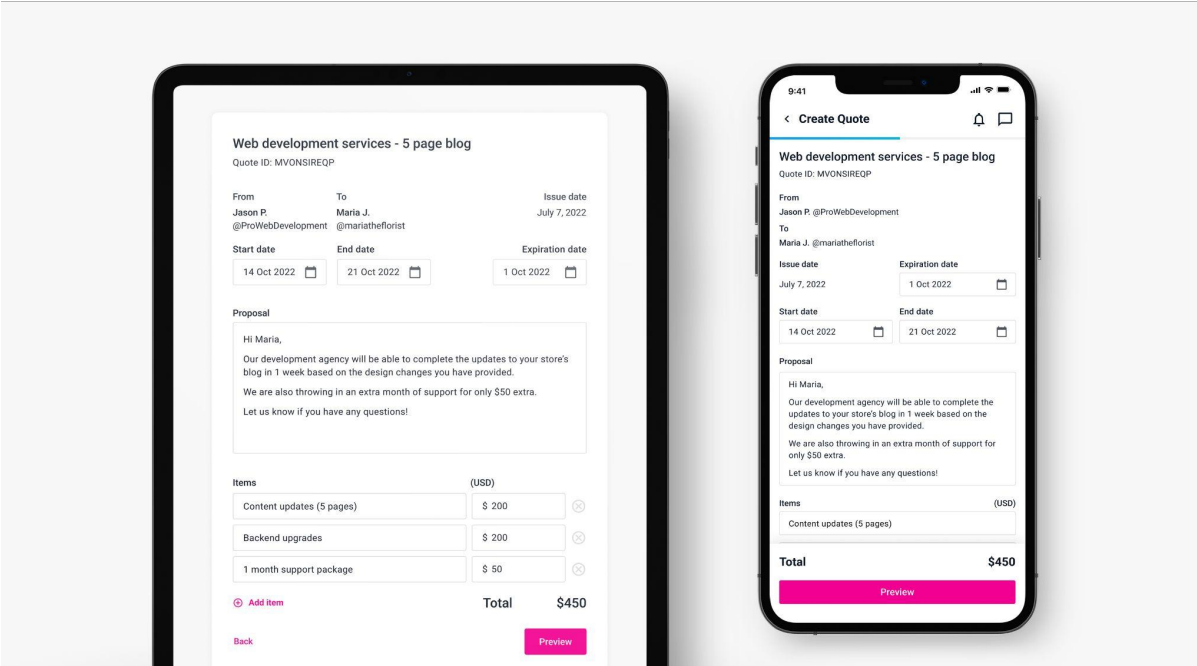 Web development services - 5 page blog
Quote ID: MVONSIREQP
From To Issue date
Jason P. Maria J. July 7, 2022
@ProWebDevelopment @mariatheflorist
Start date End date Expiration date
14 Oct 2022 21 Oct 2022 1 Oct 2022
Proposal
Hi Maria,
Our development agency will be able to complete the updates to your store's
blog in 1 week based on the design changes you have provided.
We are also throwing in an extra month of support for only $50 extra.
Let us know if you have any questions!
Items (USD)
Content updates (5 pages) $ 200
Backend upgrades $ 200
1 month support package $ 50
Add item Total $450
Back Preview
9:41
Create Quote
Web development services - 5 page blog
Quote ID: MVONSIREQP
From
Jason P. @ProWebDevelopment
To
Maria J. @mariatheflorist
Issue date Expiration date
July 7, 2022 1 Oct 2022
Start date End date
14 Oct 2022 21 Oct 2022
Proposal
Hi Maria,
Our development agency will be able to complete the
updates to your store's blog in 1 week based on the
design changes you have provided.
We are also throwing in an extra month of support for
only $50 extra.
Let us know if you have any questions!
Items (USD)
Content updates (5 pages)
Total $450
Preview